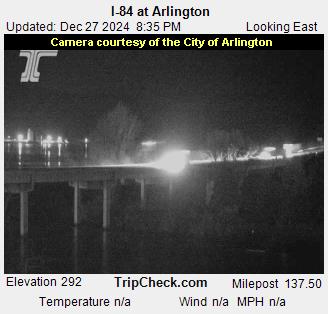 I-84 at Arlington
Updated: Dec 27 2024 8:35 PM Looking East
Camera courtesy of the City of Arlington
Elevation 292 TripCheck.com Milepost 137.50
Temperature n/a Wind n/a MPH n/a